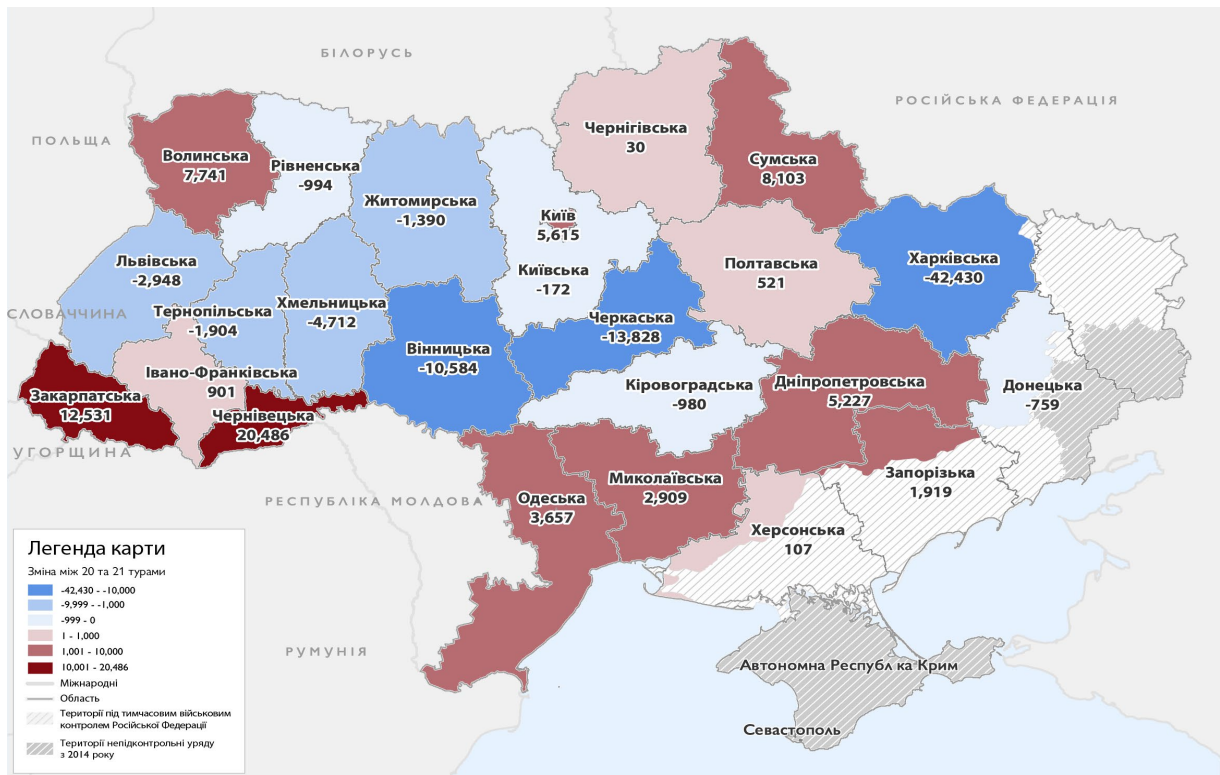 БІЛОРУСЬ
РОСІЙСЬКА ФЕДЕРАЦІЯ
ПОЛЬЩА
Чернігівська
30
Волинська
7,741
Рівненська
-994
Сумська
8,103
Житомирська
-1,390
Київ
5,615
Львівська
-2,948
Київська
-172
Полтавська
521
Харківська
-42,430
СЛОВАЧЧИНА
Тернопільська
-1,904
Хмельницька
-4,712
Черкаська
-13,828
Вінницька
-10,584
Івано-Франківська
901
Закарпатська
12,531
Чернівецька
20,486
Кіровоградська
-980
Дніпропетровська
5,227
Донецька
-759
УГОРЩИНА
РЕСПУБЛІКА МОЛДОВА
Одеська
3,657
Миколаївська
2,909
Запорізька
1,919
Херсонська
107
РУМУНІЯ
Автономна Республ ка Крим
Севастополь
Легенда карти
Зміна між 20 та 21 турами
-42,430 - -10,000
-9,999 - -1,000
-999 - 0
1 - 1,000
1,001 - 10,000
10,001 - 20,486
Міжнародні
Область
Території під тимчасовим військовим
контролем Російської Федерації
Території непідконтрольні уряду
з 2014 року